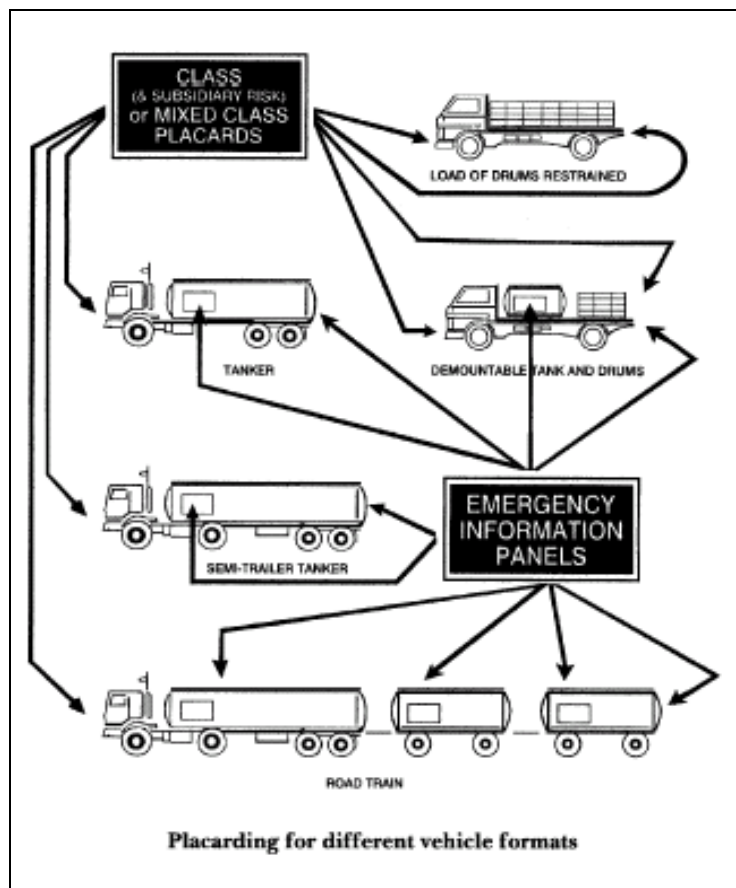 CLASS
(& SUBSIDIARY RISK)
or MIXED CLASS
PLACARDS
LOAD OF DRUMS RESTRAINED
TANKER
DEMOUNTABLE TANK AND DRUMS
EMERGENCY
INFORMATION
PANELS
SEMI-TRAILER TANKER
ROAD TRAIN
Placarding for different vehicle formats